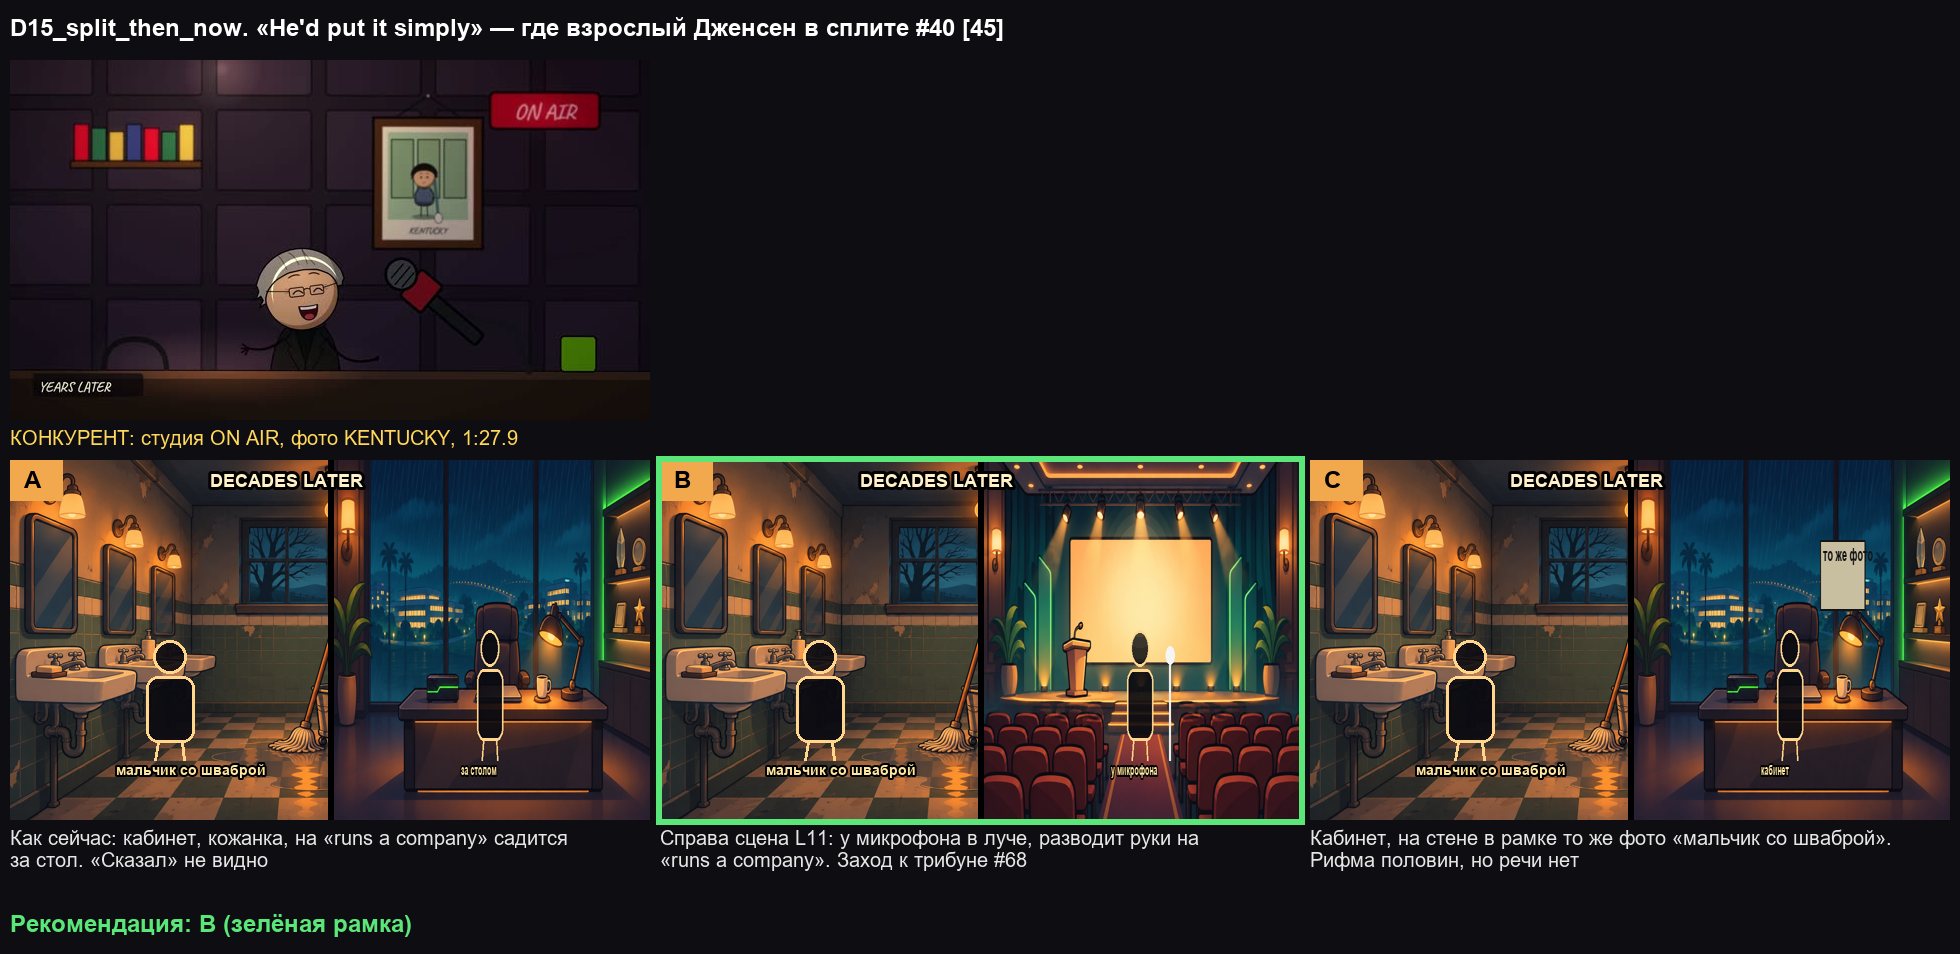 D15_split_then_now. «He'd put it simply» — где взрослый Дженсен в сплите #40 [45]
ON AIR
KENTUCKY
YEARS LATER
КОНКУРЕНТ: студия ON AIR, фото KENTUCKY, 1:27.9
A
DECADES LATER
мальчик со шваброй
за столом
Как сейчас: кабинет, кожанка, на «runs a company» садится
за стол. «Сказал» не видно
B
DECADES LATER
мальчик со шваброй
у микрофона
Справа сцена L11: у микрофона в луче, разводит руки на
«runs a company». Заход к трибуне #68
C
DECADES LATER
то же фото
мальчик со шваброй
кабинет
Кабинет, на стене в рамке то же фото «мальчик со шваброй».
Рифма половин, но речи нет
Рекомендация: B (зелёная рамка)